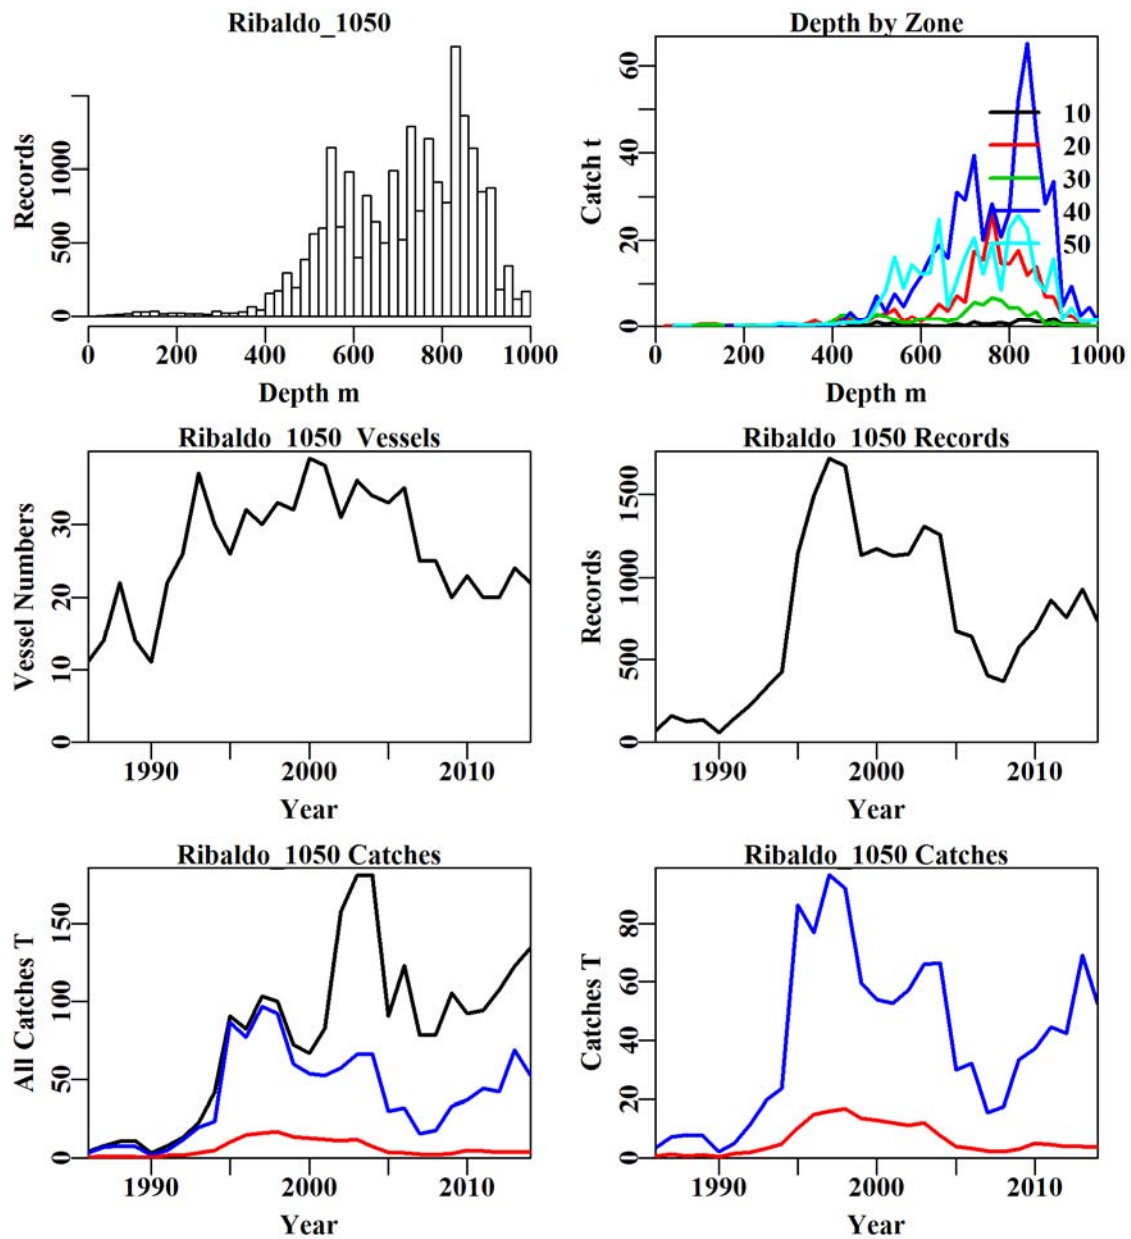 Ribaldo_1050
Records
0 500 1000
0 200 400 600 800 1000
Depth m
Depth by Zone
Catch t
0 20 40 60
10
20
30
40
50
0 200 400 600 800 1000
Depth m
Ribaldo_1050_Vessels
Vessel Numbers
0 10 20 30
1990 2000 2010
Year
Ribaldo_1050 Records
Records
0 500 1000 1500
1990 2000 2010
Year
Ribaldo_1050 Catches
All Catches T
0 50 100 150
1990 2000 2010
Year
Ribaldo_1050 Catches
Catches T
0 20 40 60 80
1990 2000 2010
Year